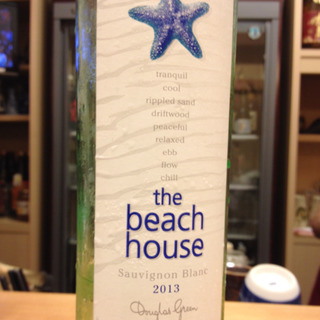 tranquil
cool
rippled sand
driftwood
peaceful
relaxed
ebb
flow
chill
the
beach
house
Sauvignon Blanc
2013
Douglas Green